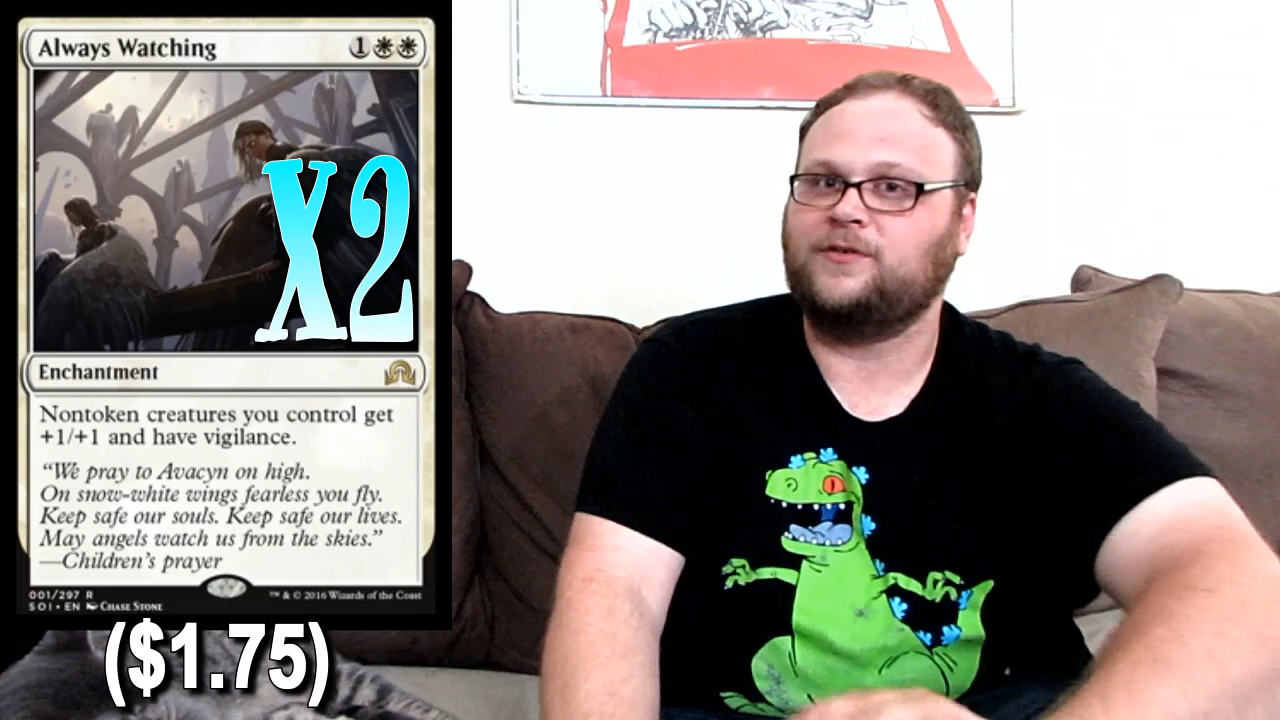 Always Watching 1
X2
Enchantment
Nontoken creatures you control get
+1/+1 and have vigilance.
“We pray to Avacyn on high.
On snow-white wings fearless you fly.
Keep safe our souls. Keep safe our lives.
May angels watch us from the skies.”
—Children's prayer
001/297 R
SOI • EN CHASE STONE
™ & © 2016 Wizards of the Coast
($1.75)